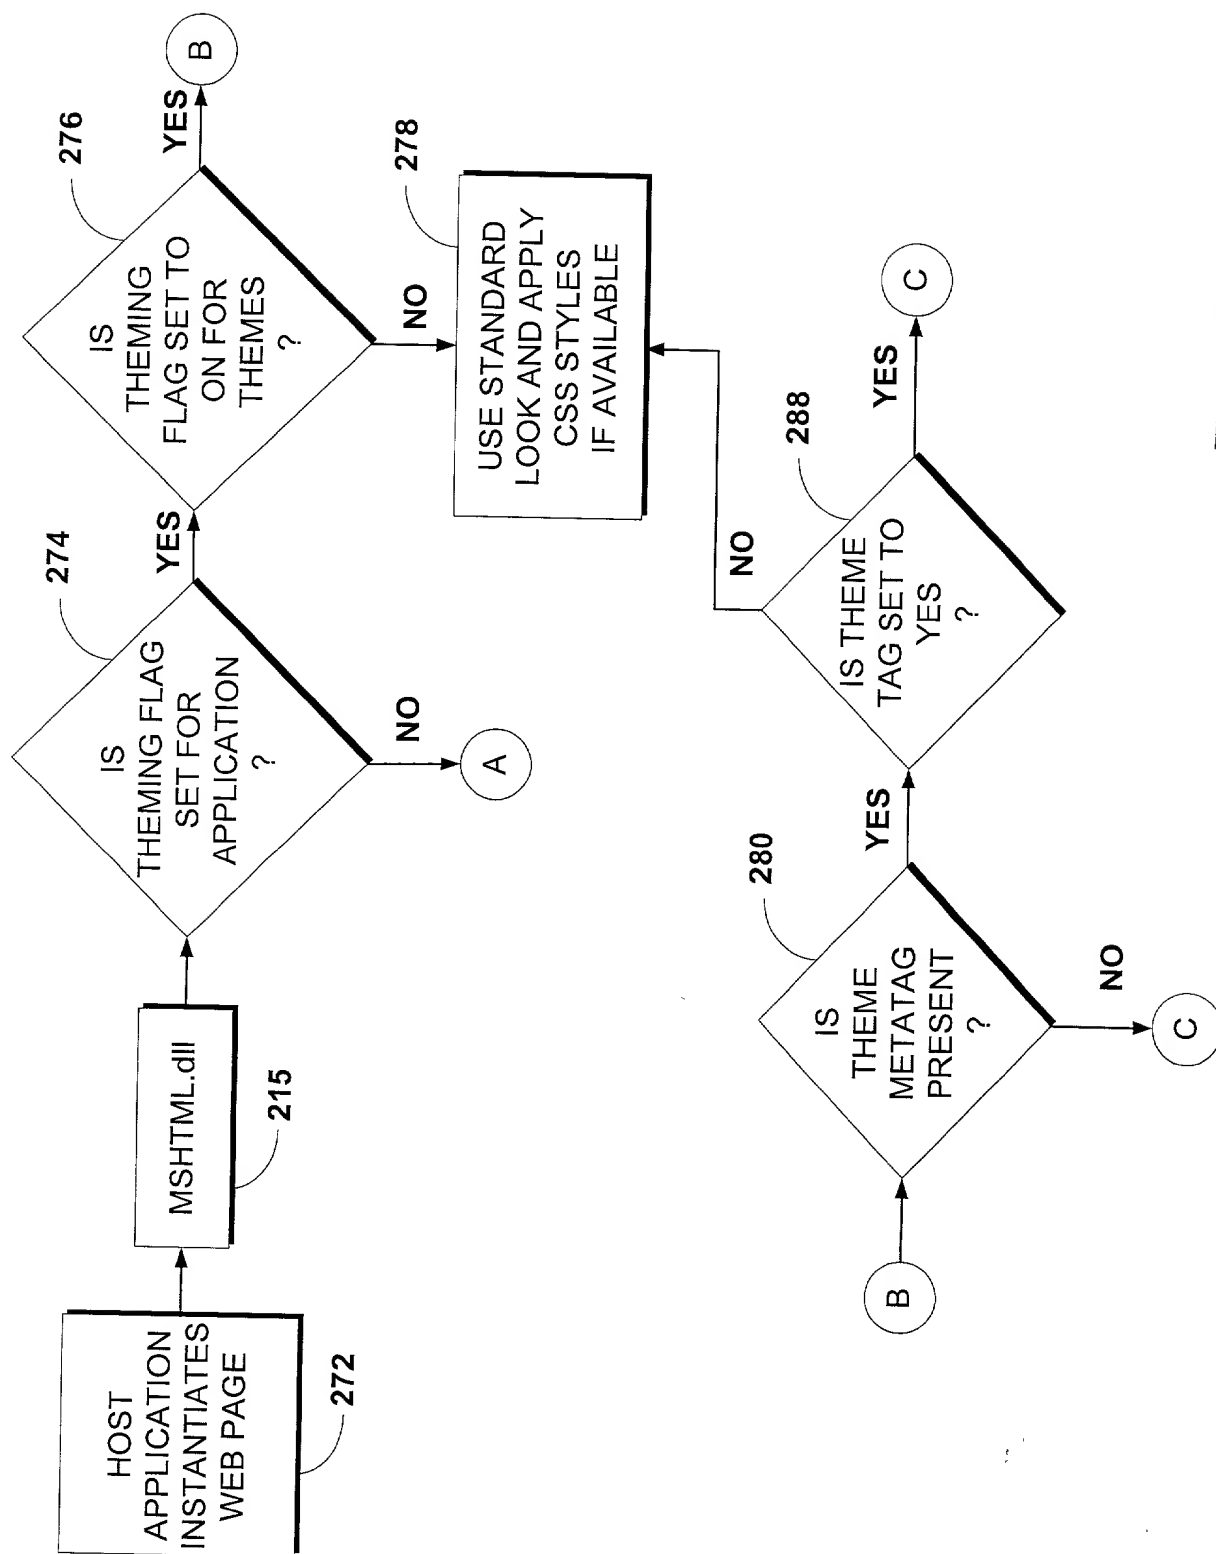 HOST
APPLICATION
INSTANTIATES
WEB PAGE
272
MSHTML.dll
215
IS
THEMING FLAG
SET FOR
APPLICATION
?
274
YES
NO
A
IS
THEMING
FLAG SET TO
ON FOR
THEMES
?
276
YES
B
NO
USE STANDARD
LOOK AND APPLY
CSS STYLES
IF AVAILABLE
278
B
IS
THEME
METATAG
PRESENT
?
280
YES
NO
C
IS THEME
TAG SET TO
YES
?
288
NO
YES
C